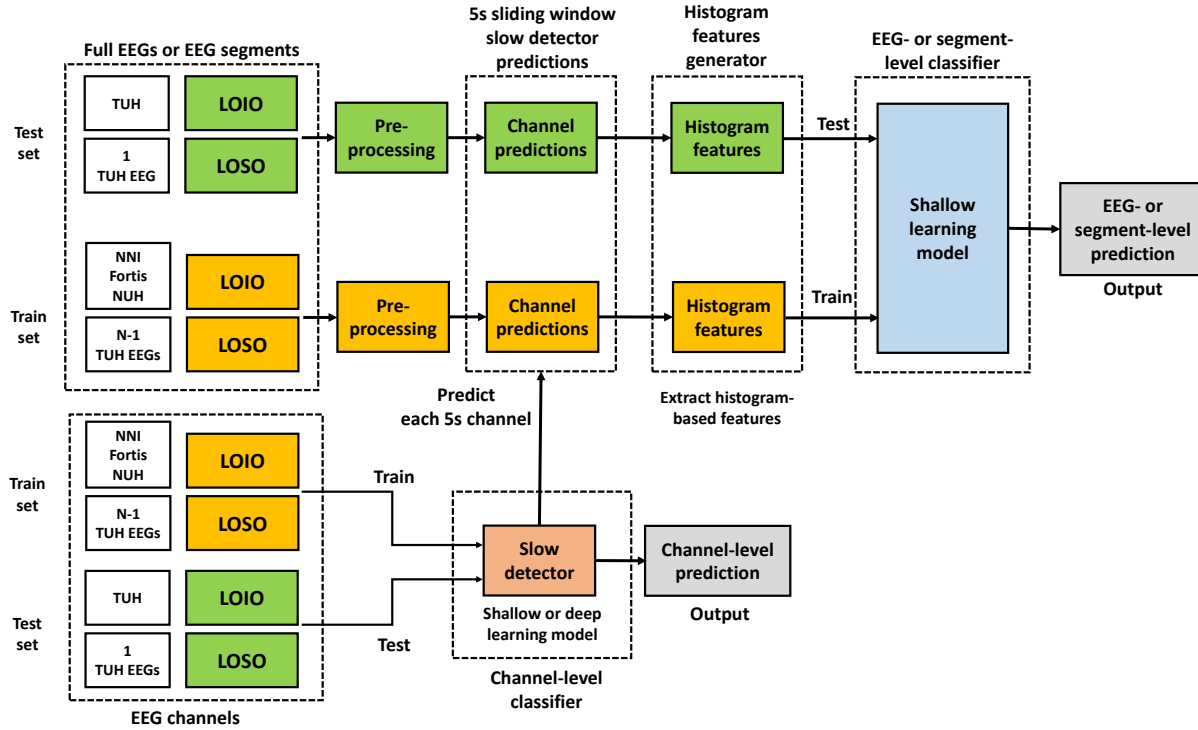 Full EEGs or EEG segments
5s sliding window
slow detector
predictions
Histogram
features
generator
EEG- or segment-
level classifier
Test
set
TUH
LOIO
1
TUH EEG
LOSO
Pre-
processing
Channel
predictions
Histogram
features
Test
Shallow
learning
model
EEG- or
segment-level
prediction
Output
Train
set
NNI
Fortis
NUH
LOIO
N-1
TUH EEGs
LOSO
Pre-
processing
Channel
predictions
Histogram
features
Train
Predict
each 5s channel
Extract histogram-
based features
Train
set
NNI
Fortis
NUH
LOIO
N-1
TUH EEGs
LOSO
Train
Test
set
TUH
LOIO
1
TUH EEGs
LOSO
Test
Slow
detector
Shallow or deep
learning model
Channel-level
classifier
Channel-level
prediction
Output
EEG channels